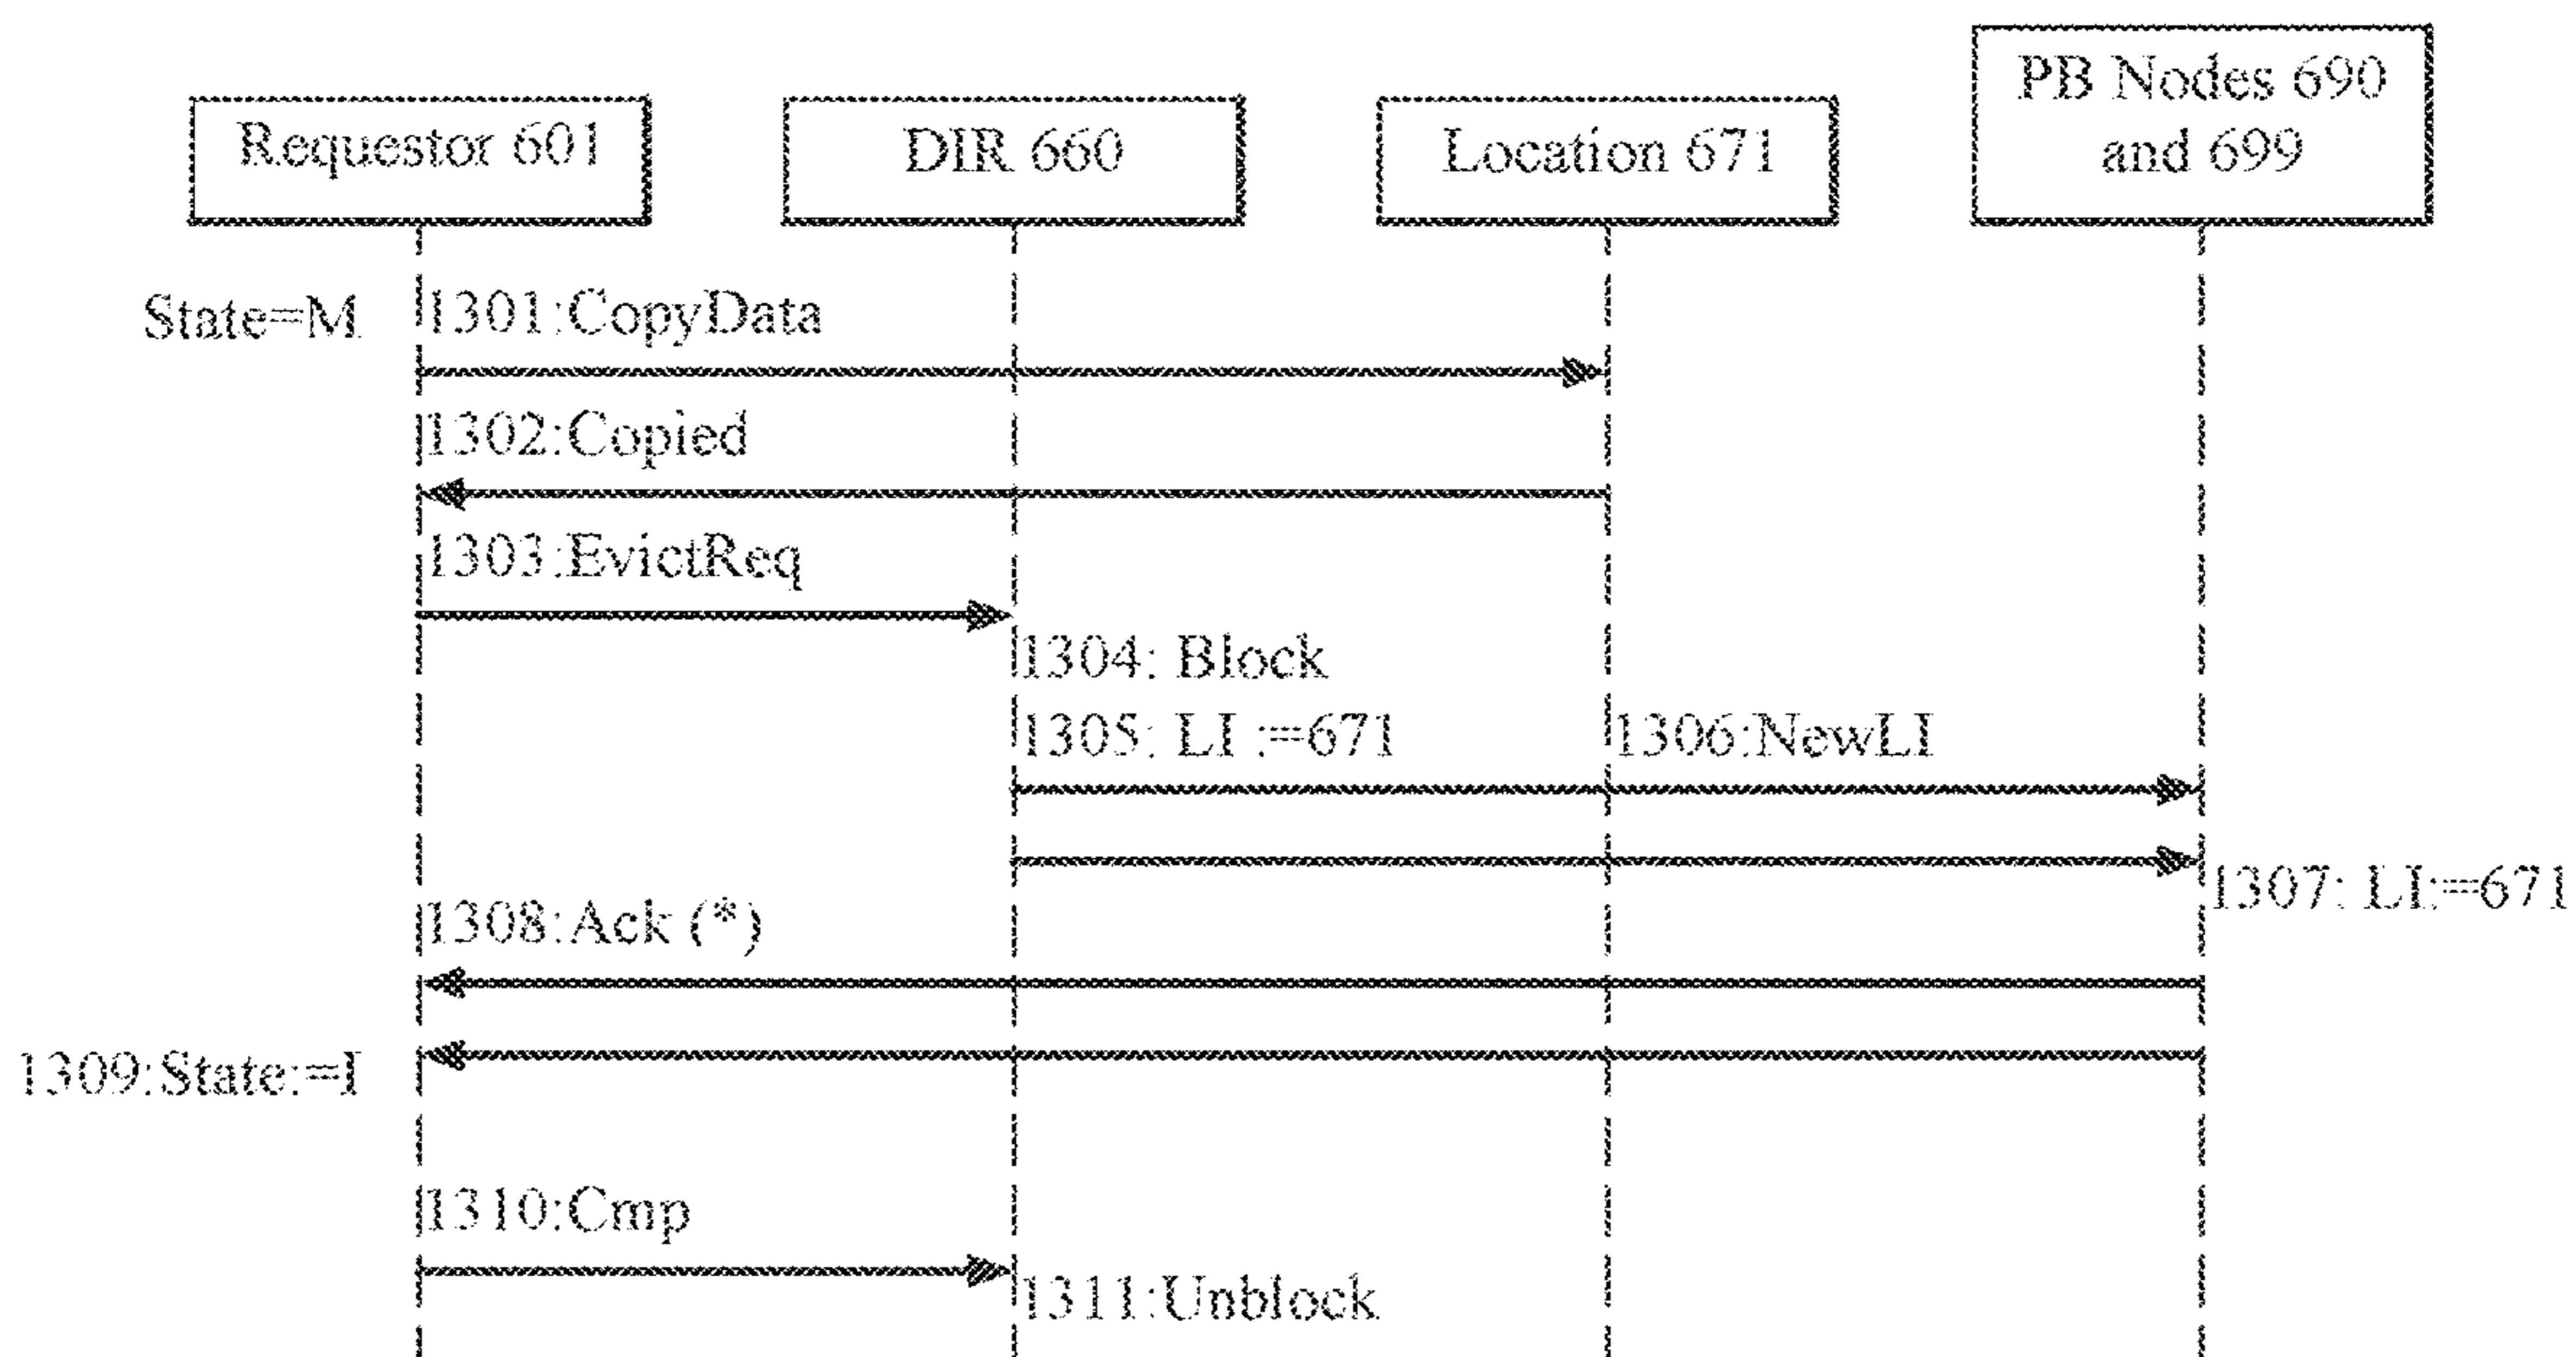 Requestor 601
DIR 660
Location 671
PB Nodes 690
and 699
State=M
1301:CopyData
1302:Copied
1303:EvictReq
1304: Block
1305: LI :=671
1306:NewLI
1307: LI:=671
1308:Ack (*)
1309:State:=I
1310:Cmp
1311:Unblock